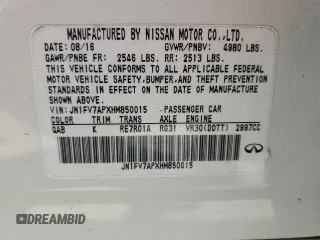 MANUFACTURED BY NISSAN MOTOR CO.,LTD.
DATE: 08/16 GVWR/PNBV: 4980 LBS.
GAWR/PNBE FR: 2546 LBS. RR: 2513 LBS.
THIS VEHICLE CONFORMS TO ALL APPLICABLE FEDERAL
MOTOR VEHICLE SAFETY, BUMPER, AND THEFT PREVENTION
STANDARDS IN EFFECT ON THE DATE OF MANUFACTURE
SHOWN ABOVE.
VIN: JN1FV7APXHM850015 PASSENGER CAR
COLOR TRIM TRANS AXLE ENGINE
QAB K RE7R01A R031 VR30(DDTT) 2997CC
JN1FV7APXHM850015
DREAMBID